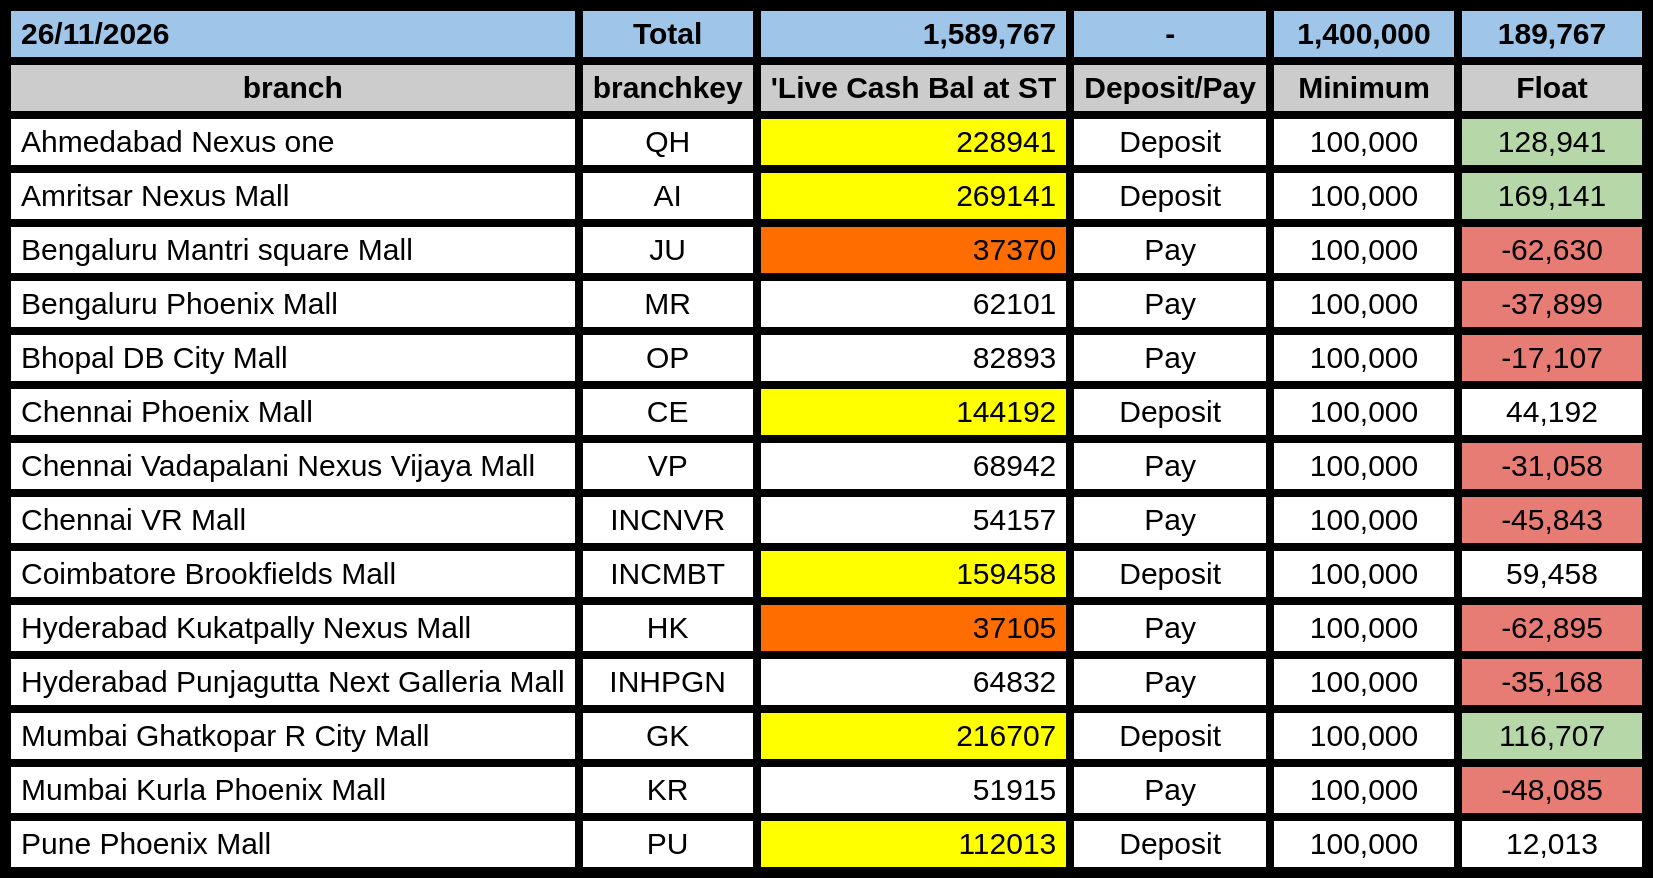 26/11/2026 Total 1,589,767 - 1,400,000 189,767
branch branchkey 'Live Cash Bal at ST Deposit/Pay Minimum Float
Ahmedabad Nexus one QH 228941 Deposit 100,000 128,941
Amritsar Nexus Mall AI 269141 Deposit 100,000 169,141
Bengaluru Mantri square Mall JU 37370 Pay 100,000 -62,630
Bengaluru Phoenix Mall MR 62101 Pay 100,000 -37,899
Bhopal DB City Mall OP 82893 Pay 100,000 -17,107
Chennai Phoenix Mall CE 144192 Deposit 100,000 44,192
Chennai Vadapalani Nexus Vijaya Mall VP 68942 Pay 100,000 -31,058
Chennai VR Mall INCNVR 54157 Pay 100,000 -45,843
Coimbatore Brookfields Mall INCMBT 159458 Deposit 100,000 59,458
Hyderabad Kukatpally Nexus Mall HK 37105 Pay 100,000 -62,895
Hyderabad Punjagutta Next Galleria Mall INHPGN 64832 Pay 100,000 -35,168
Mumbai Ghatkopar R City Mall GK 216707 Deposit 100,000 116,707
Mumbai Kurla Phoenix Mall KR 51915 Pay 100,000 -48,085
Pune Phoenix Mall PU 112013 Deposit 100,000 12,013